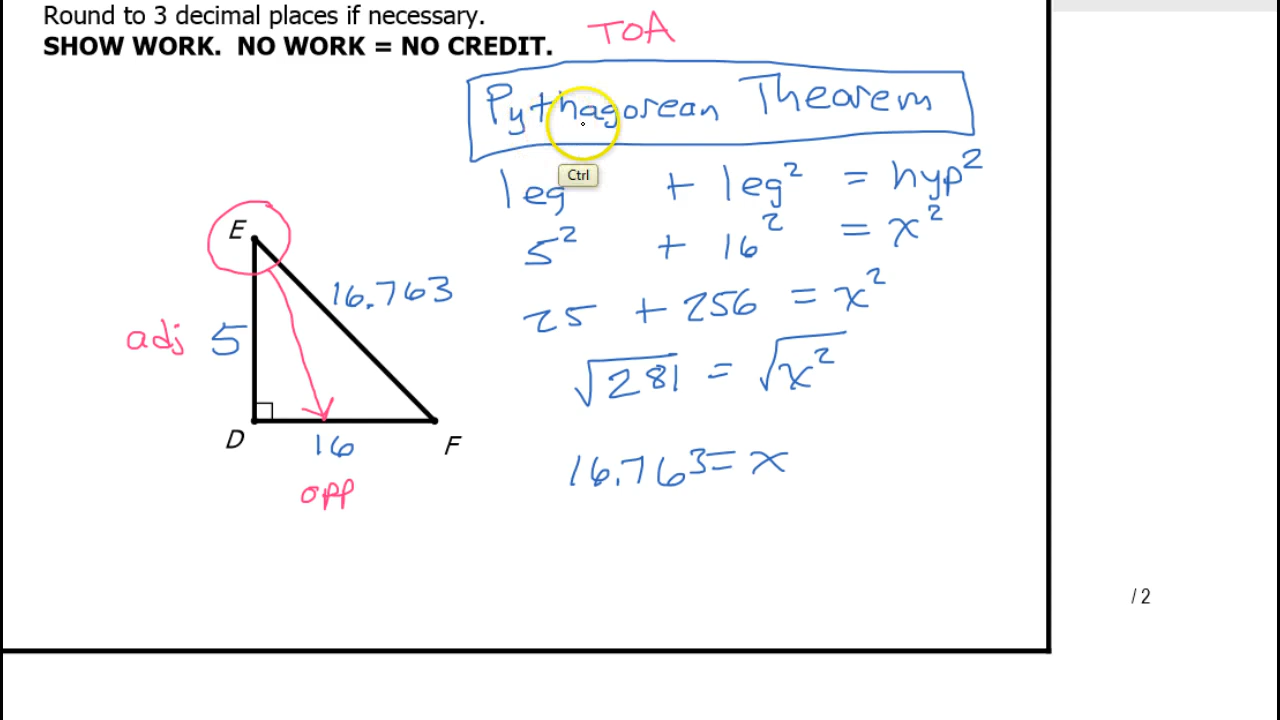 Round to 3 decimal places if necessary.
SHOW WORK. NO WORK = NO CREDIT.
TOA
Pythagorean Theorem
Ctrl
leg + leg² = hyp²
5² + 16² = x²
25 + 256 = x²
√281 = √x²
16.763 = x
E
16.763
adj 5
D
16
F
opp
/ 2